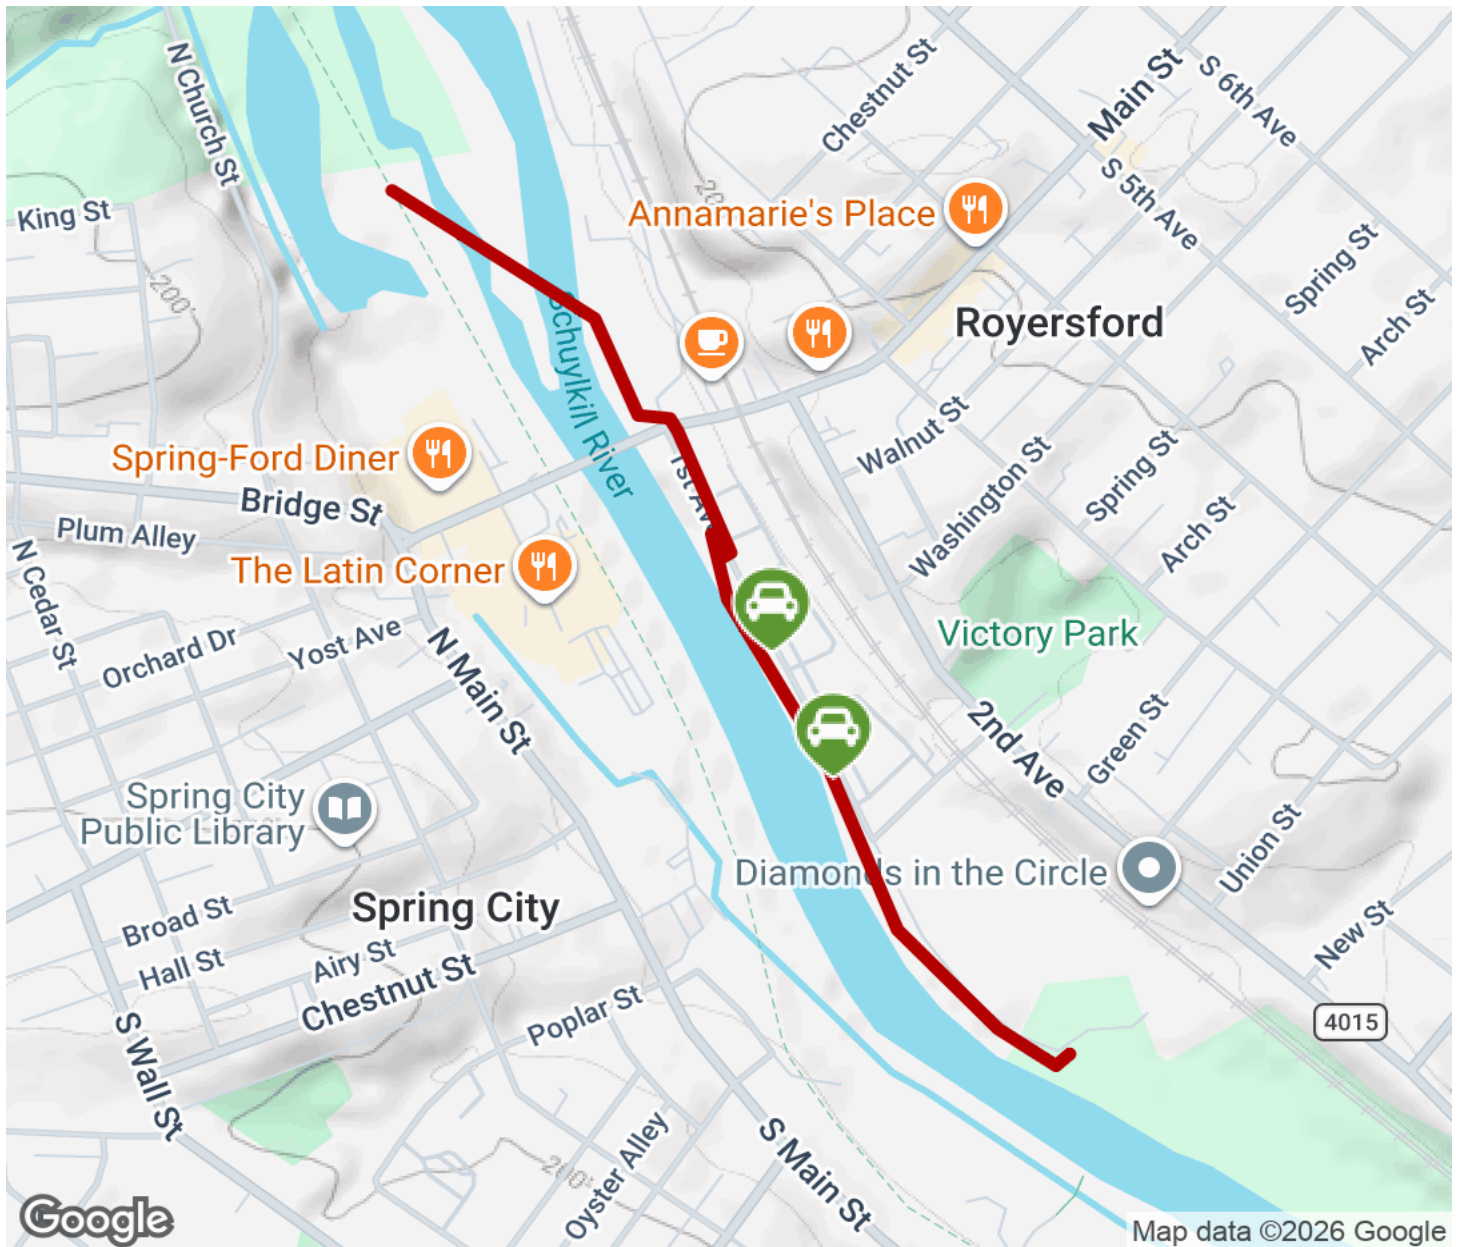 N Church St
Chestnut St
Main St
S 6th Ave
S 5th Ave
King St
200'
Annamarie's Place
Spring St
Arch St
Royersford
Schuylkill River
Walnut St
Spring-Ford Diner
Bridge St
Plum Alley
1st Ave
Washington St
Spring St
Arch St
The Latin Corner
N Cedar St
Orchard Dr
Yost Ave
N Main St
Victory Park
2nd Ave
Green St
Spring City
Public Library
Diamonds in the Circle
Union St
New St
Spring City
Broad St
Hall St
Airy St
Chestnut St
Poplar St
4015
S Wall St
S Main St
Oyster Alley
200'
Google
Map data ©2026 Google